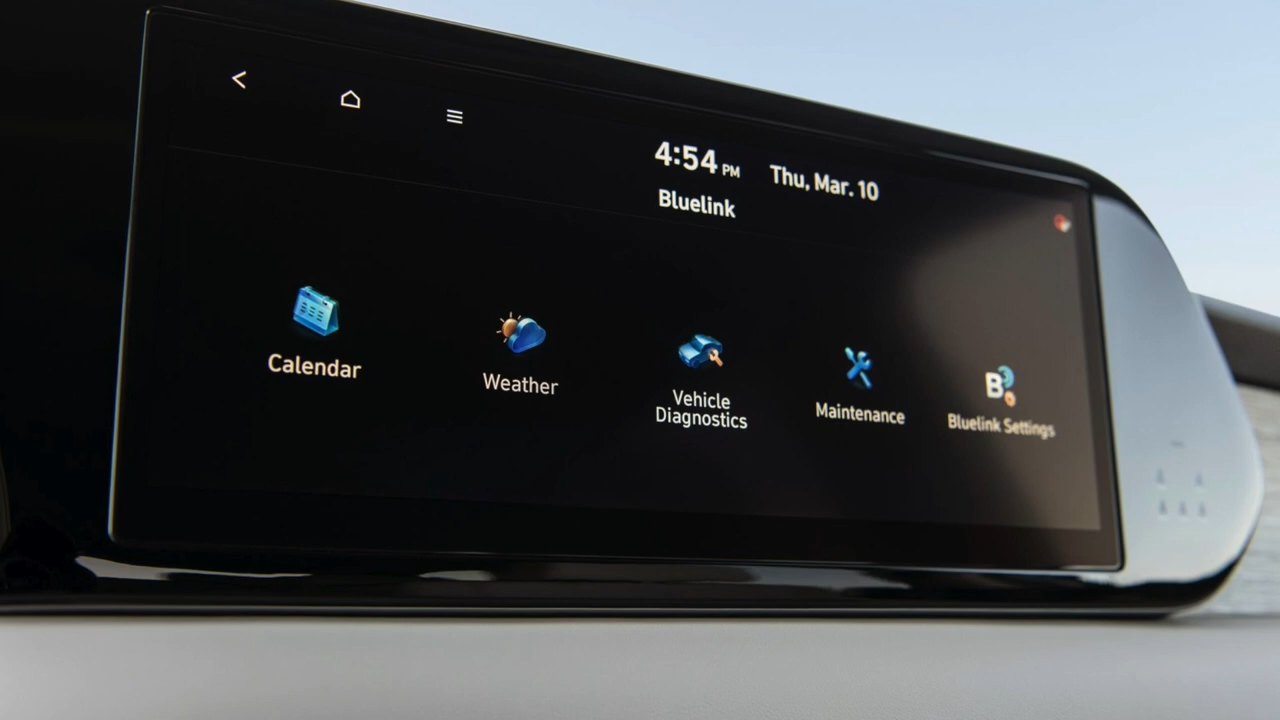 4:54 PM Thu, Mar. 10
Bluelink
Calendar
Weather
Vehicle
Diagnostics
Maintenance
B
Bluelink Settings